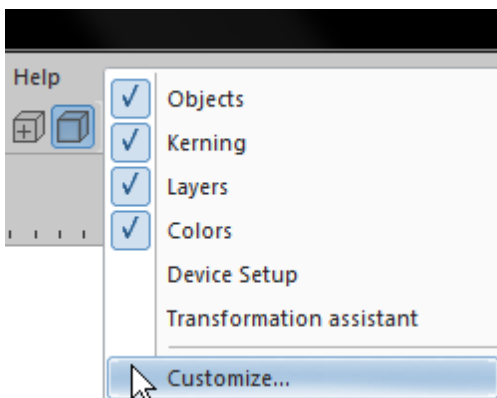 Help
Objects
Kerning
Layers
Colors
Device Setup
Transformation assistant
Customize...